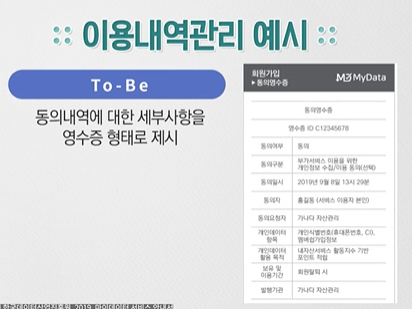 이용내역관리 예시
To-Be
동의내역에 대한 세부사항을
영수증 형태로 제시
회원가입
▸동의영수증
MyData
동의영수증
영수증 ID C12345678
동의여부 동의
동의구분 부가서비스 이용을 위한
개인정보 수집/이용 동의(선택)
동의일시 2019년 9월 8일 13시 29분
동의자 홍길동 (서비스 이용자 본인)
동의요청자 가나다 자산관리
개인데이터
항목 개인식별번호(휴대폰번호, CI),
멤버쉽가입정보
개인데이터
활용 목적 내자산서비스 활동지수 기반
포인트 적립
보유 및
이용기간 회원탈퇴 시
발행기관 가나다 자산관리